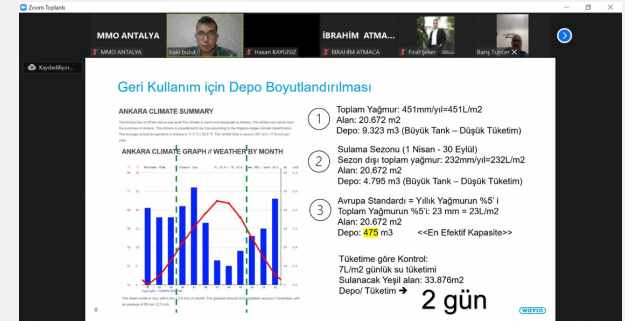 Zoom Toplantı
MMO ANTALYA
İBRAHİM ATMA...
MMO ANTALYA
baki bulut
Hasan KAYGISIZ
İBRAHİM ATMACA
Fırat Şeker
Barış Tuncer
Kaydediliyor...
Geri Kullanım için Depo Boyutlandırılması
ANKARA CLIMATE SUMMARY
ANKARA CLIMATE GRAPH // WEATHER BY MONTH
1
Toplam Yağmur: 451mm/yıl=451L/m2
Alan: 20.672 m2
Depo: 9.323 m3 (Büyük Tank – Düşük Tüketim)
2
Sulama Sezonu (1 Nisan - 30 Eylül)
Sezon dışı toplam yağmur: 232mm/yıl=232L/m2
Alan: 20.672 m2
Depo: 4.795 m3 (Büyük Tank – Düşük Tüketim)
3
Avrupa Standardı = Yıllık Yağmurun %5' i
Toplam Yağmurun %5'i: 23 mm = 23L/m2
Alan: 20.672 m2
Depo: 475 m3 <<En Efektif Kapasite>>
Tüketime göre Kontrol:
7L/m2 günlük su tüketimi
Sulanacak Yeşil alan: 33.876m2
Depo/ Tüketim ➔ 2 gün
8
wavin